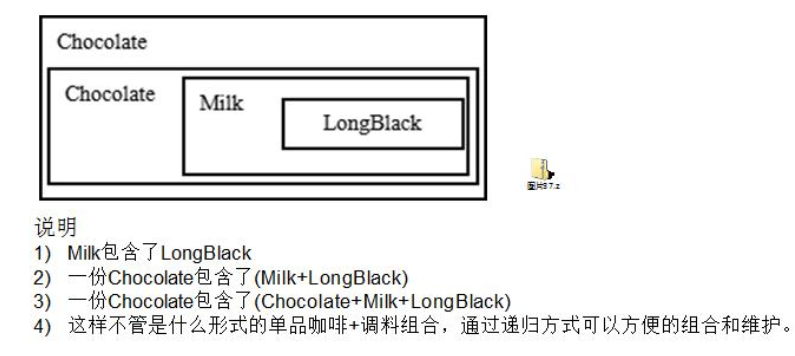 Chocolate
Chocolate
Milk
LongBlack
说明
1) Milk包含了LongBlack
2) 一份Chocolate包含了(Milk+LongBlack)
3) 一份Chocolate包含了(Chocolate+Milk+LongBlack)
4) 这样不管是什么形式的单品咖啡+调料组合，通过递归方式可以方便的组合和维护。